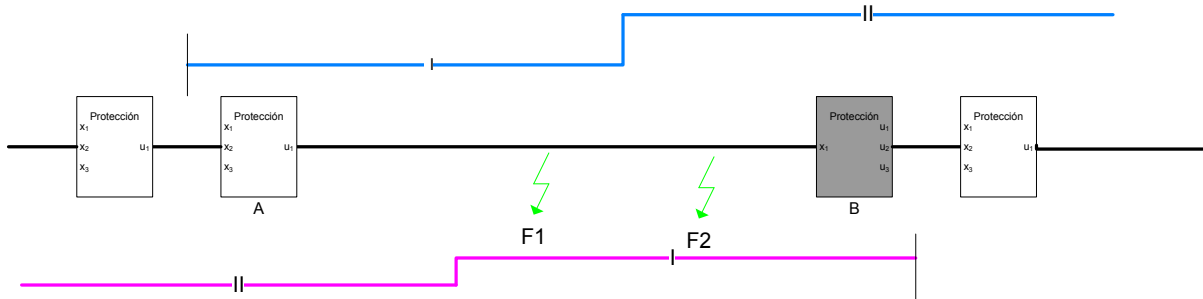 II
I
Protección
x₁
x₂
x₃
u₁
Protección
x₁
x₂
x₃
u₁
A
Protección
x₁
u₁
u₂
u₃
B
Protección
x₁
x₂
x₃
u₁
F1
F2
I
II